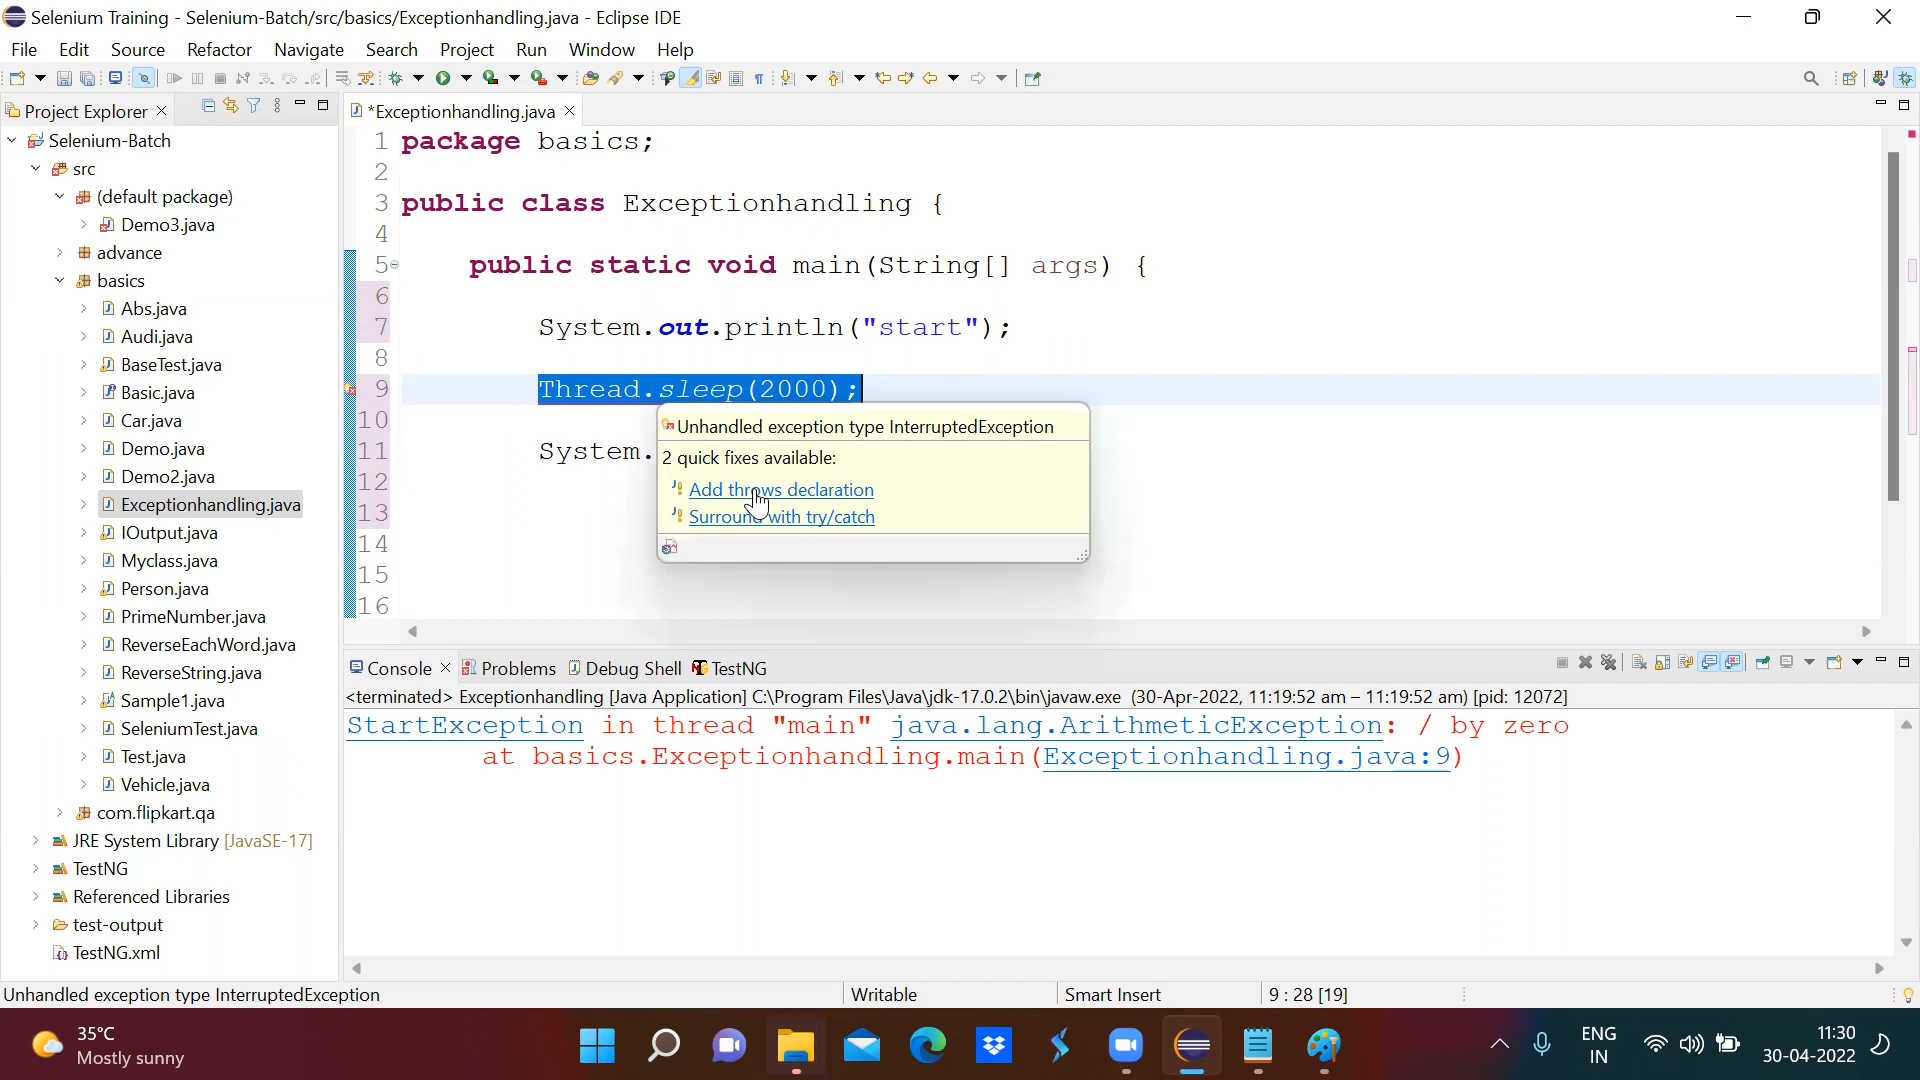 Selenium Training - Selenium-Batch/src/basics/Exceptionhandling.java - Eclipse IDE
File Edit Source Refactor Navigate Search Project Run Window Help
Project Explorer
*Exceptionhandling.java
Selenium-Batch
src
(default package)
Demo3.java
advance
basics
Abs.java
Audi.java
BaseTest.java
Basic.java
Car.java
Demo.java
Demo2.java
Exceptionhandling.java
IOutput.java
Myclass.java
Person.java
PrimeNumber.java
ReverseEachWord.java
ReverseString.java
Sample1.java
SeleniumTest.java
Test.java
Vehicle.java
com.flipkart.qa
JRE System Library [JavaSE-17]
TestNG
Referenced Libraries
test-output
TestNG.xml
1 package basics;
2
3 public class Exceptionhandling {
4
5 public static void main(String[] args) {
6
7 System.out.println("start");
8
9 Thread.sleep(2000);
10
11 System.
12
13
14
15
16
Unhandled exception type InterruptedException
2 quick fixes available:
Add throws declaration
Surround with try/catch
Console Problems Debug Shell TestNG
<terminated> Exceptionhandling [Java Application] C:\Program Files\Java\jdk-17.0.2\bin\javaw.exe (30-Apr-2022, 11:19:52 am – 11:19:52 am) [pid: 12072]
StartException in thread "main" java.lang.ArithmeticException: / by zero
at basics.Exceptionhandling.main(Exceptionhandling.java:9)
Unhandled exception type InterruptedException Writable Smart Insert 9 : 28 [19]
35°C
Mostly sunny
ENG
IN
11:30
30-04-2022